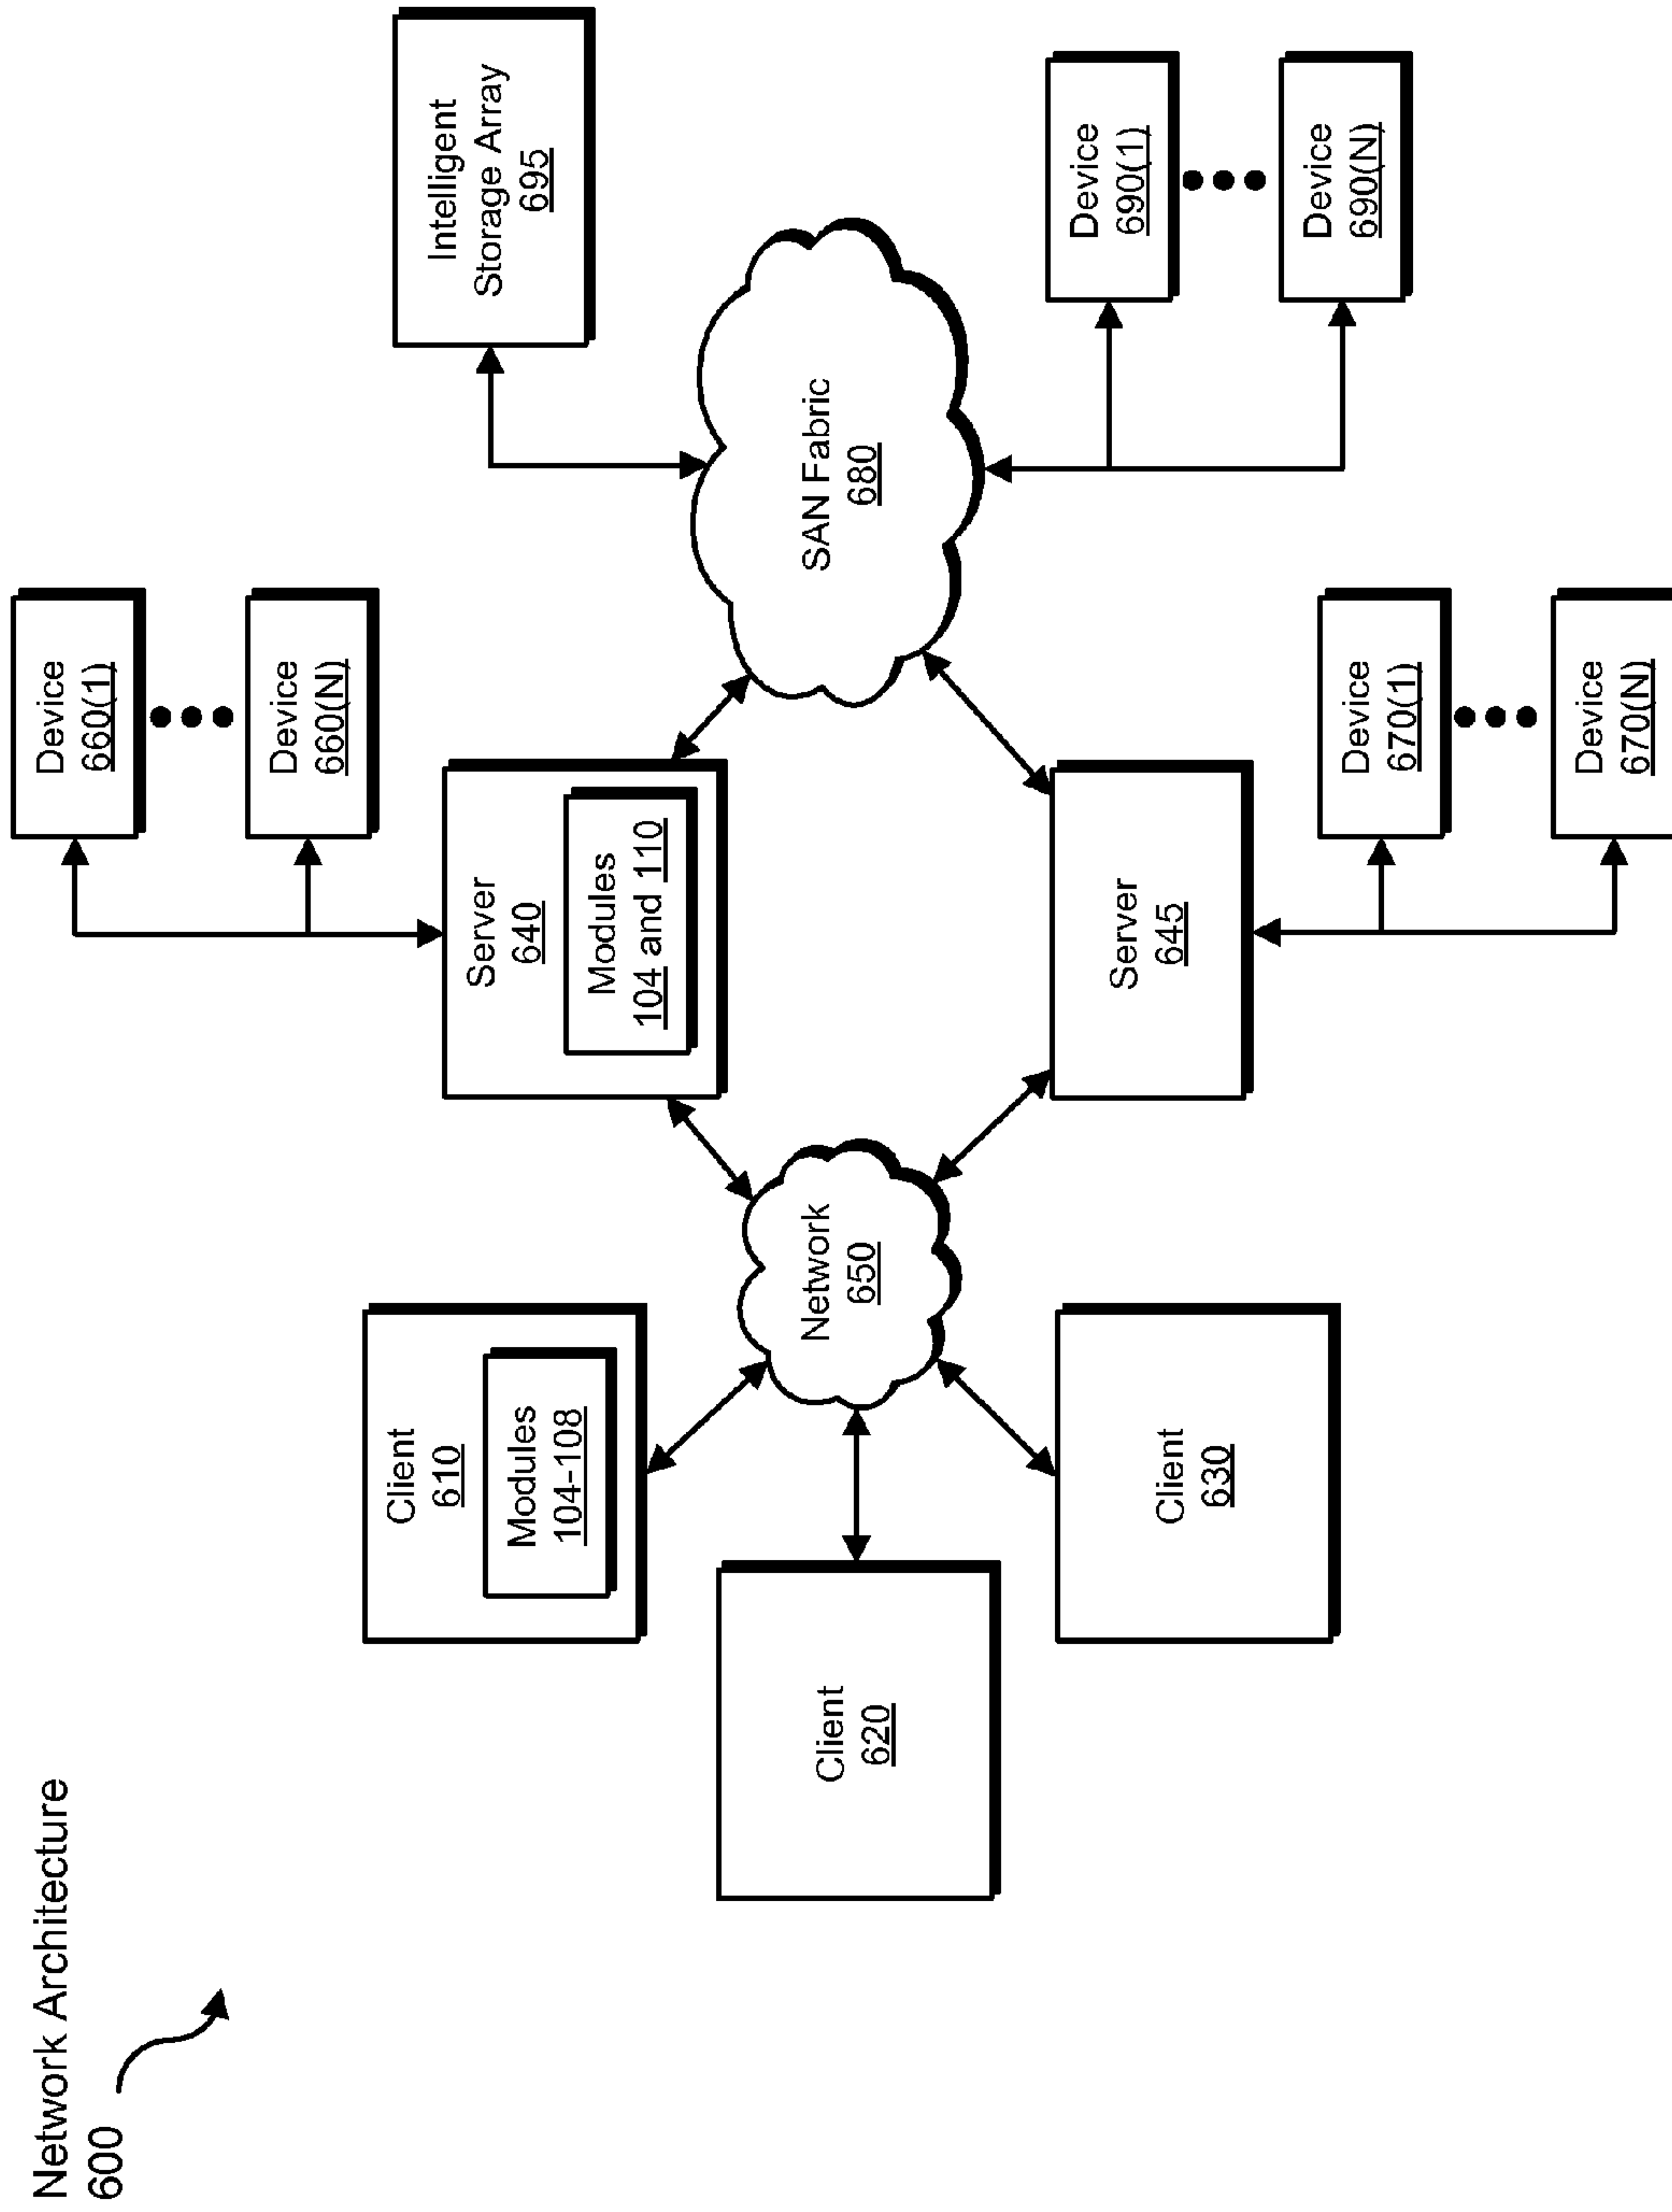 Network Architecture
600
Client
610
Modules
104-108
Client
620
Client
630
Network
650
Server
640
Modules
104 and 110
Server
645
Device
660(1)
Device
660(N)
Device
670(1)
Device
670(N)
SAN Fabric
680
Intelligent
Storage Array
695
Device
690(1)
Device
690(N)